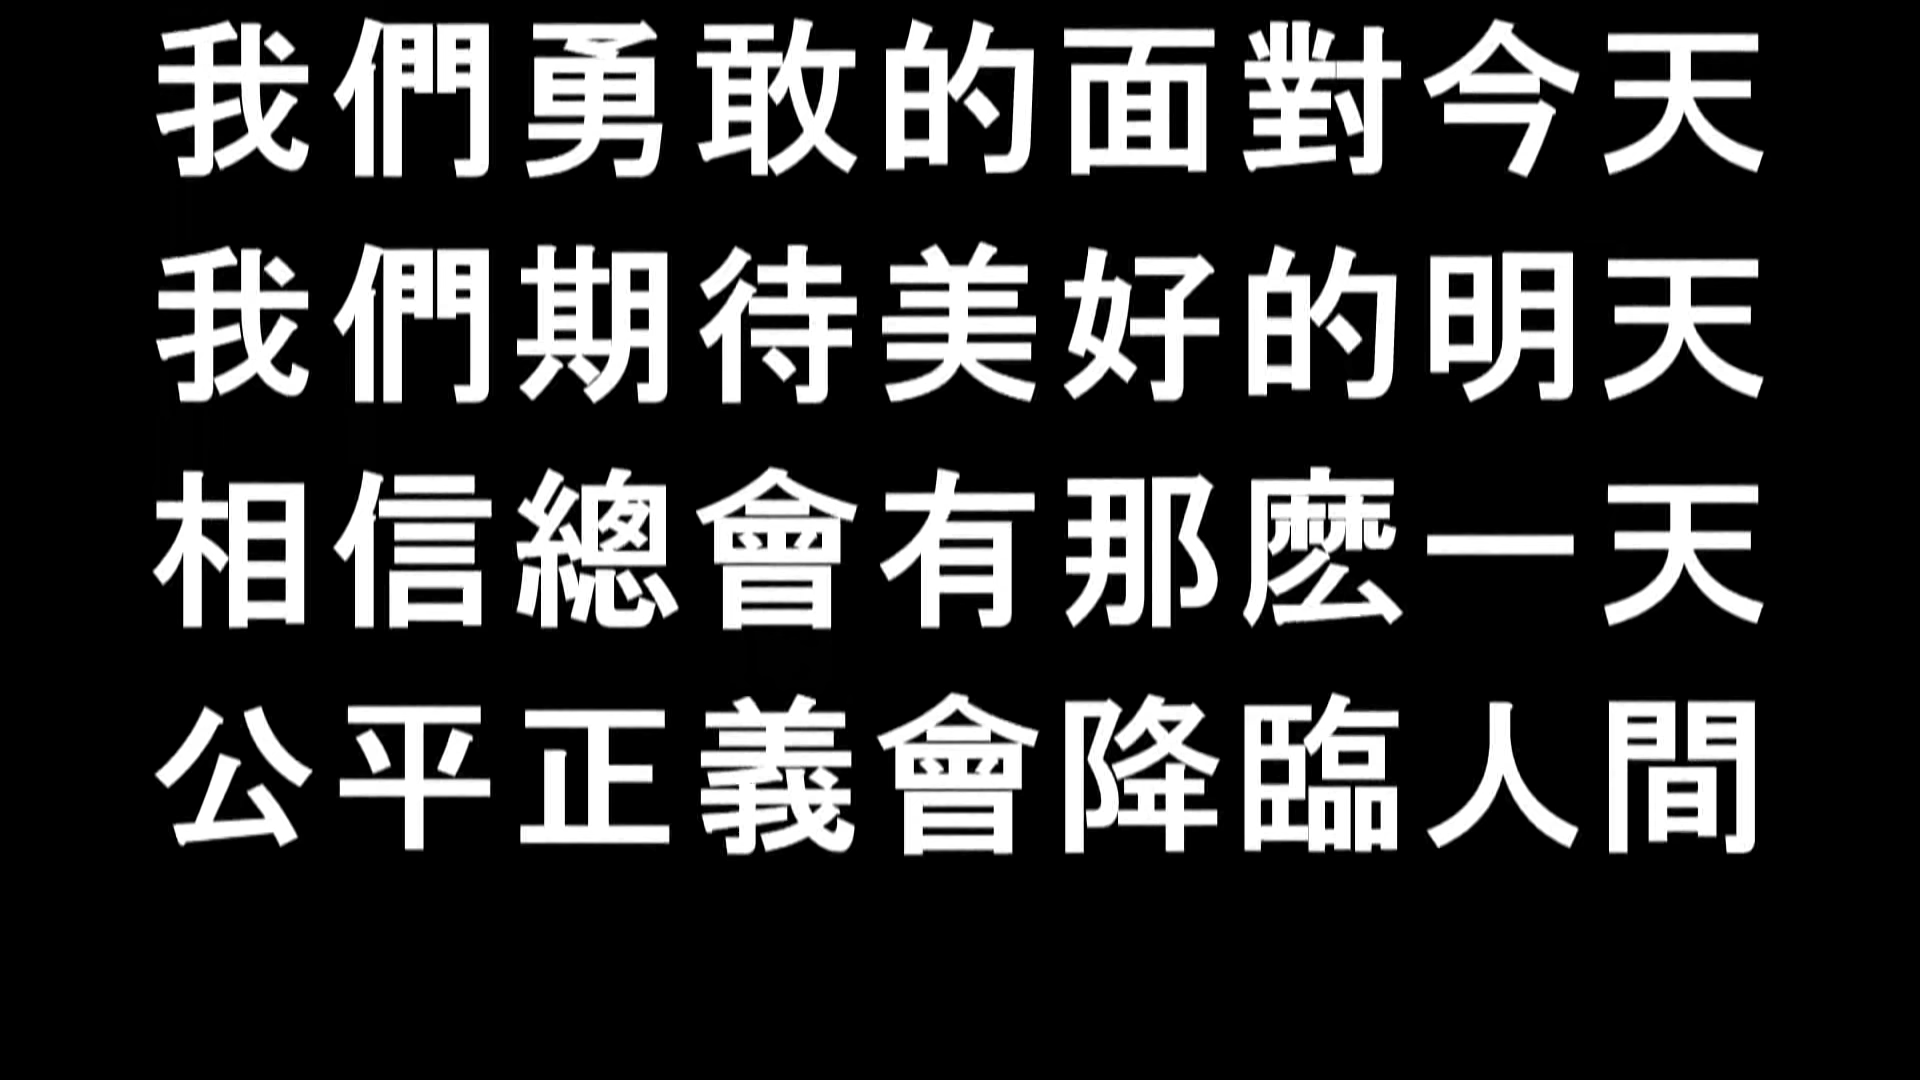 我們勇敢的面對今天
我們期待美好的明天
相信總會有那麽一天
公平正義會降臨人間